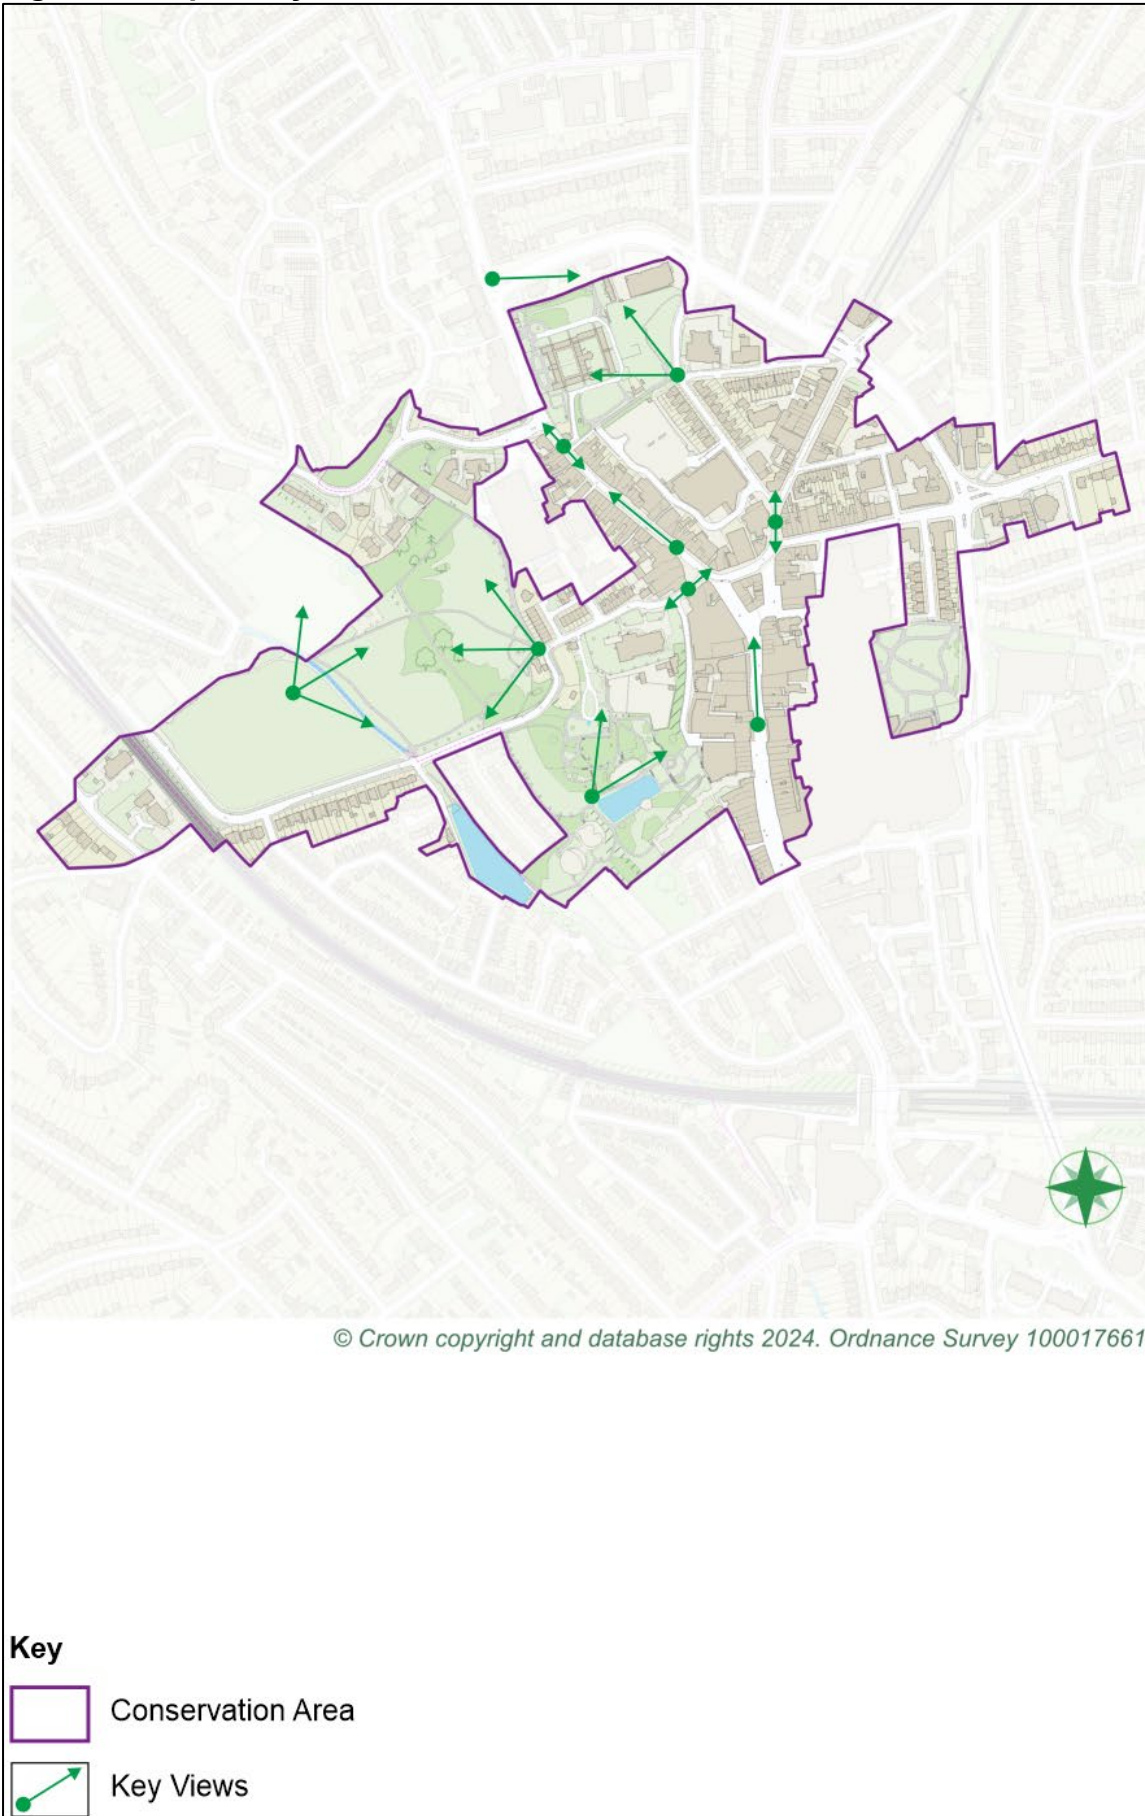 © Crown copyright and database rights 2024. Ordnance Survey 100017661
Key
Conservation Area
Key Views